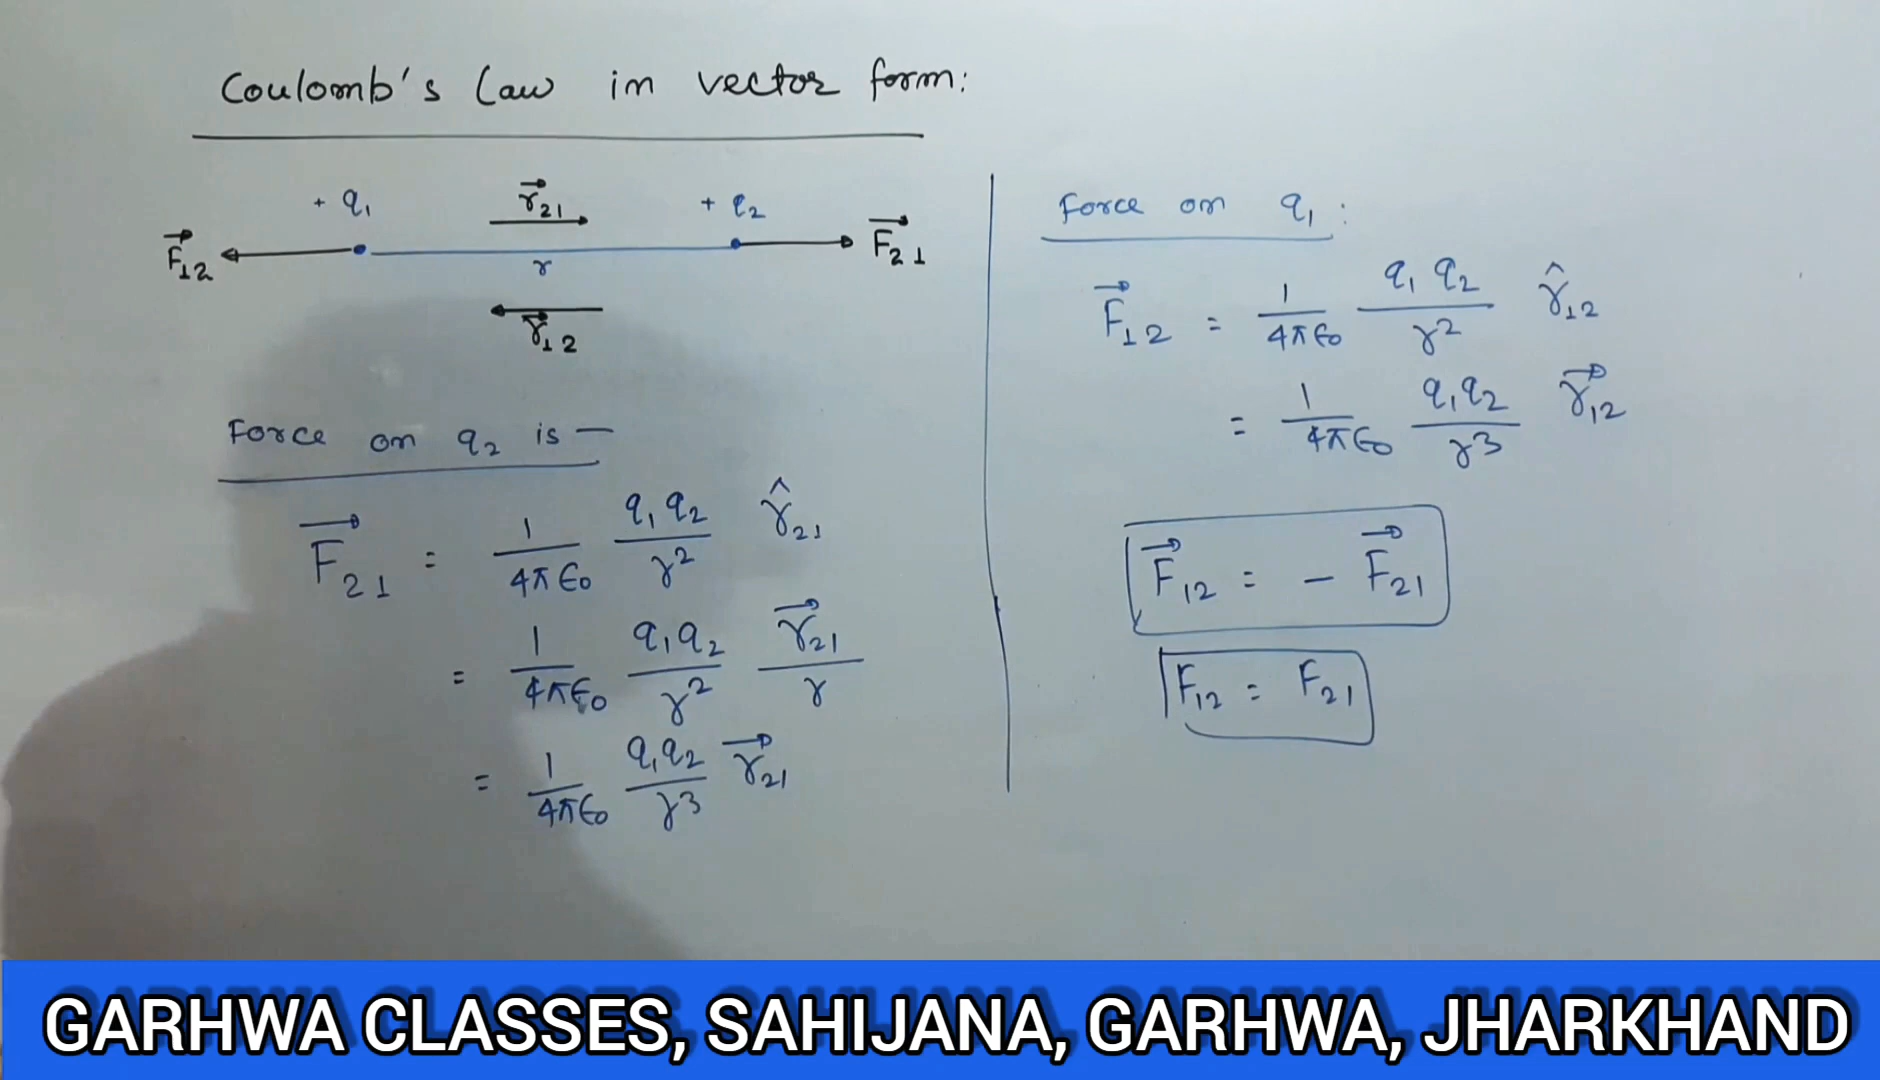 Coulomb's Law in vector form:
+ q₁ r⃗₂₁ + q₂
F⃗₁₂ r F⃗₂₁
r⃗₁₂
Force on q₂ is —
F⃗₂₁ = 1/4πϵ₀ q₁q₂/r² r̂₂₁
= 1/4πϵ₀ q₁q₂/r² r⃗₂₁/r
= 1/4πϵ₀ q₁q₂/r³ r⃗₂₁
Force on q₁ :
F⃗₁₂ = 1/4πϵ₀ q₁ q₂/r² r̂₁₂
= 1/4πϵ₀ q₁q₂/r³ r⃗₁₂
F⃗₁₂ = − F⃗₂₁
F₁₂ = F₂₁
GARHWA CLASSES, SAHIJANA, GARHWA, JHARKHAND